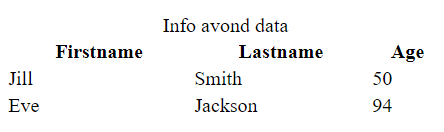 Info avond data
Firstname Lastname Age
Jill Smith 50
Eve Jackson 94